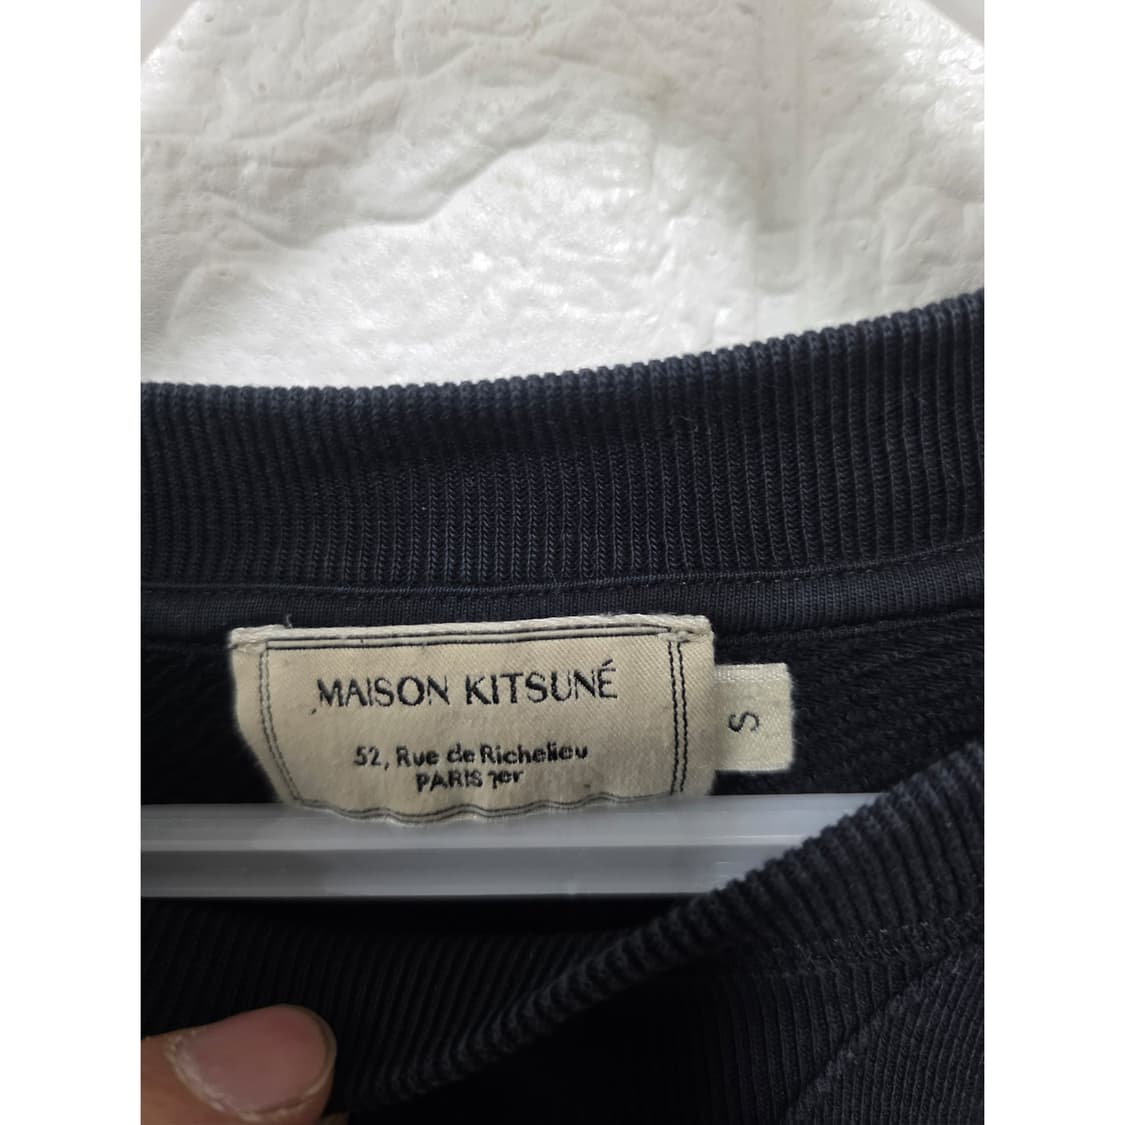 MAISON KITSUNÉ
52, Rue de Richelieu
PARIS 1er
S